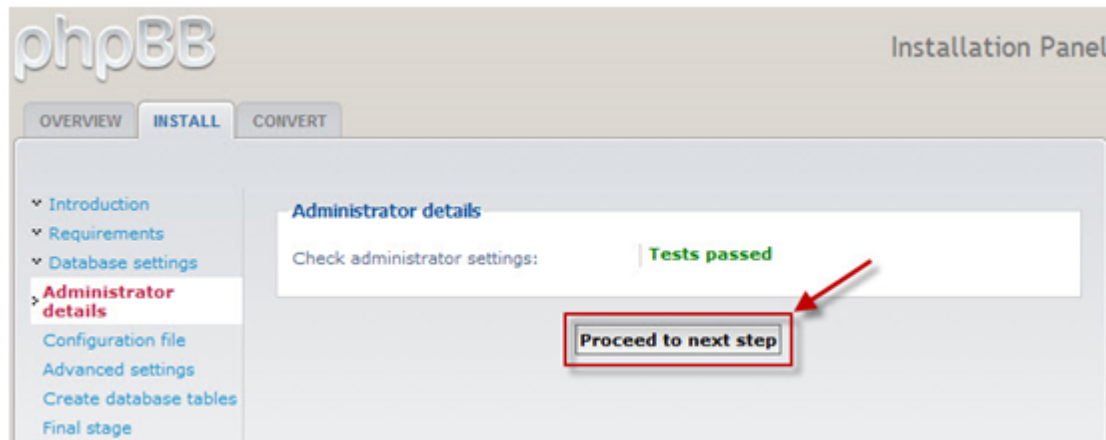 phpBB
Installation Panel
OVERVIEW INSTALL CONVERT
Introduction
Requirements
Database settings
Administrator
details
Configuration file
Advanced settings
Create database tables
Final stage
Administrator details
Check administrator settings: Tests passed
Proceed to next step